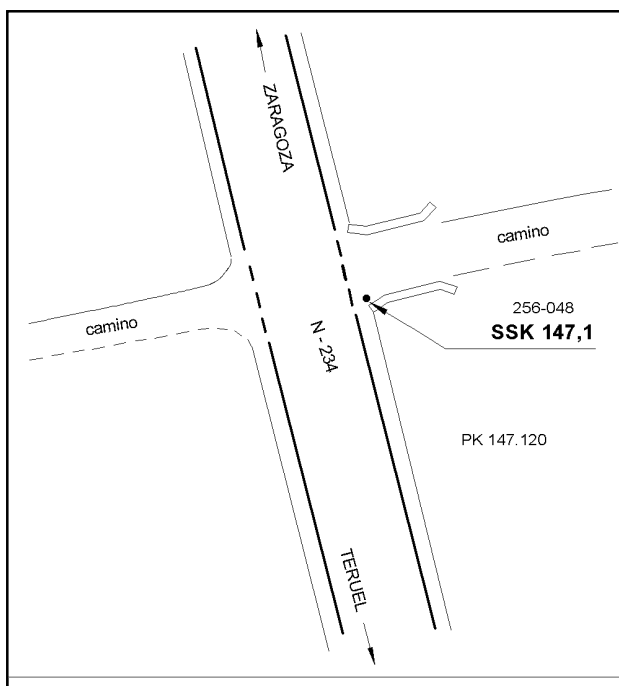 ZARAGOZA
camino
camino
256-048
SSK 147,1
N - 234
PK 147.120
TERUEL